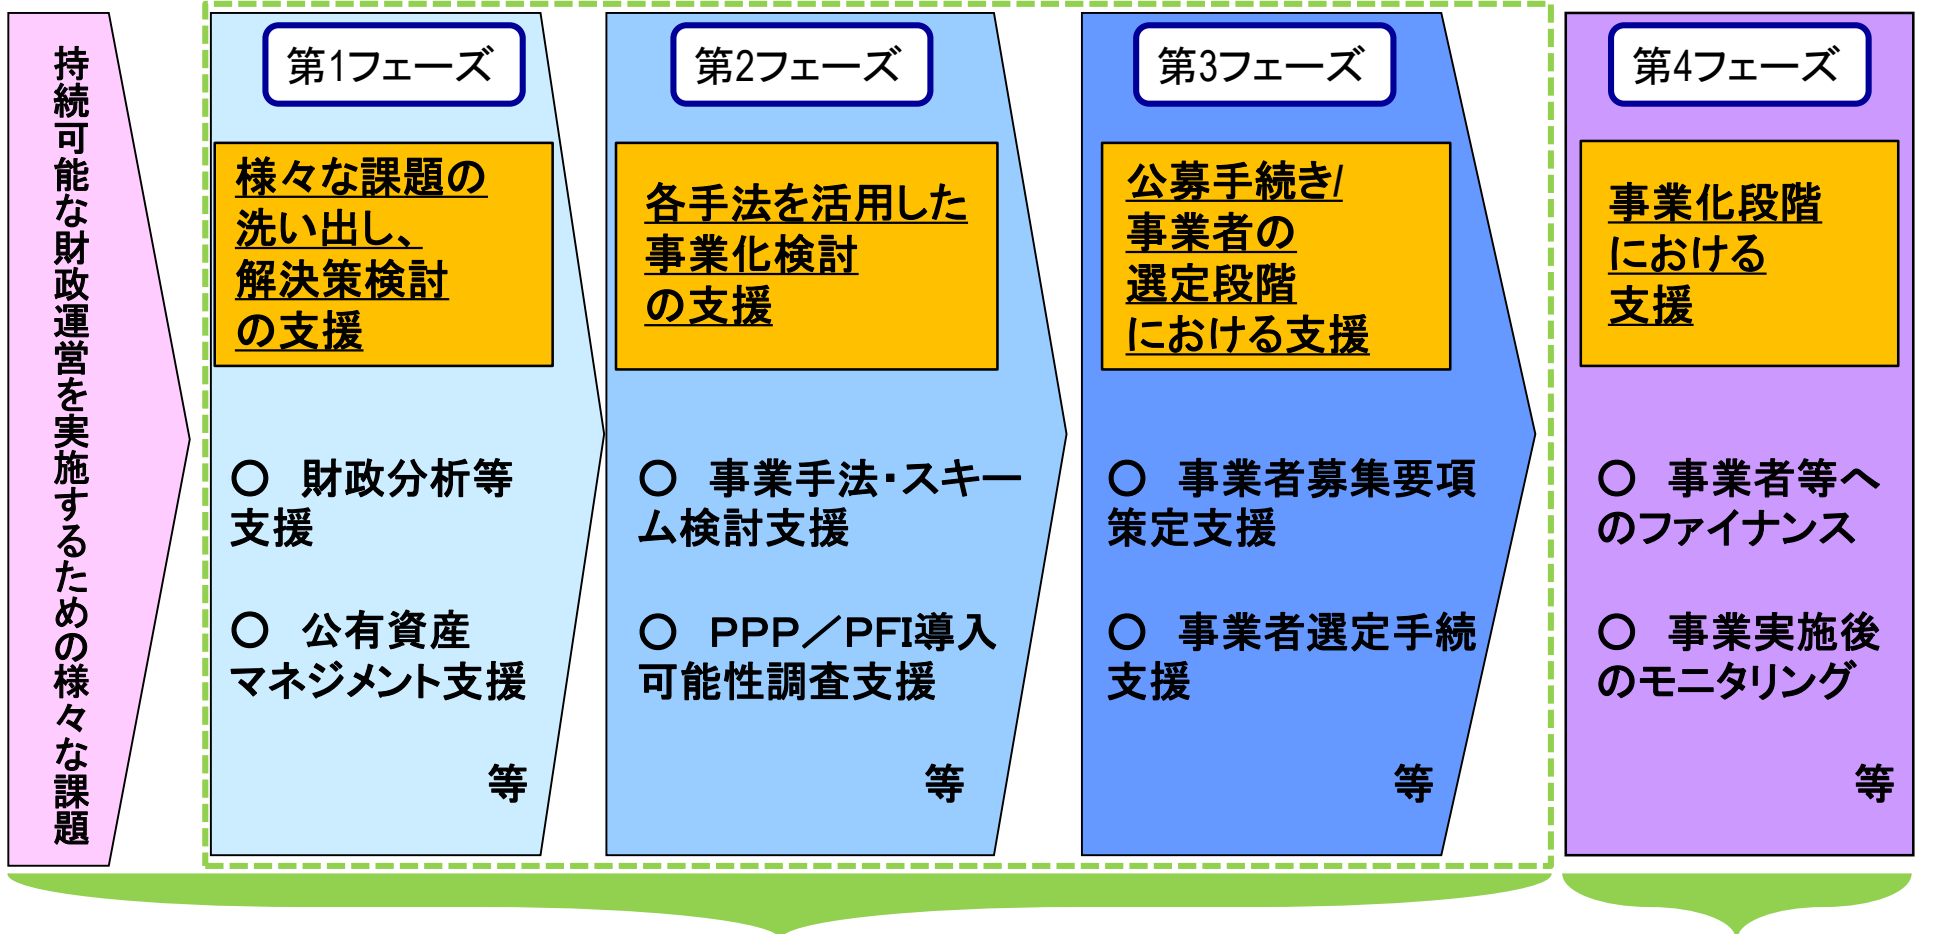 持続可能な財政運営を実施するための様々な課題
第1フェーズ
様々な課題の
洗い出し、
解決策検討
の支援
○　財政分析等
支援
○　公有資産
マネジメント支援
等
第2フェーズ
各手法を活用した
事業化検討
の支援
○　事業手法・スキー
ム検討支援
○　PPP／PFI導入
可能性調査支援
等
第3フェーズ
公募手続き/
事業者の
選定段階
における支援
○　事業者募集要項
策定支援
○　事業者選定手続
支援
等
第4フェーズ
事業化段階
における
支援
○　事業者等へ
のファイナンス
○　事業実施後
のモニタリング
等